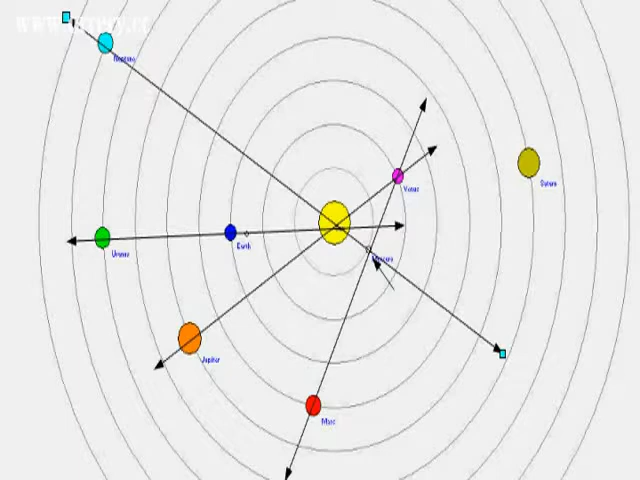 Neptune
Venus
Saturn
Earth
Uranus
Mercury
Jupiter
Mars